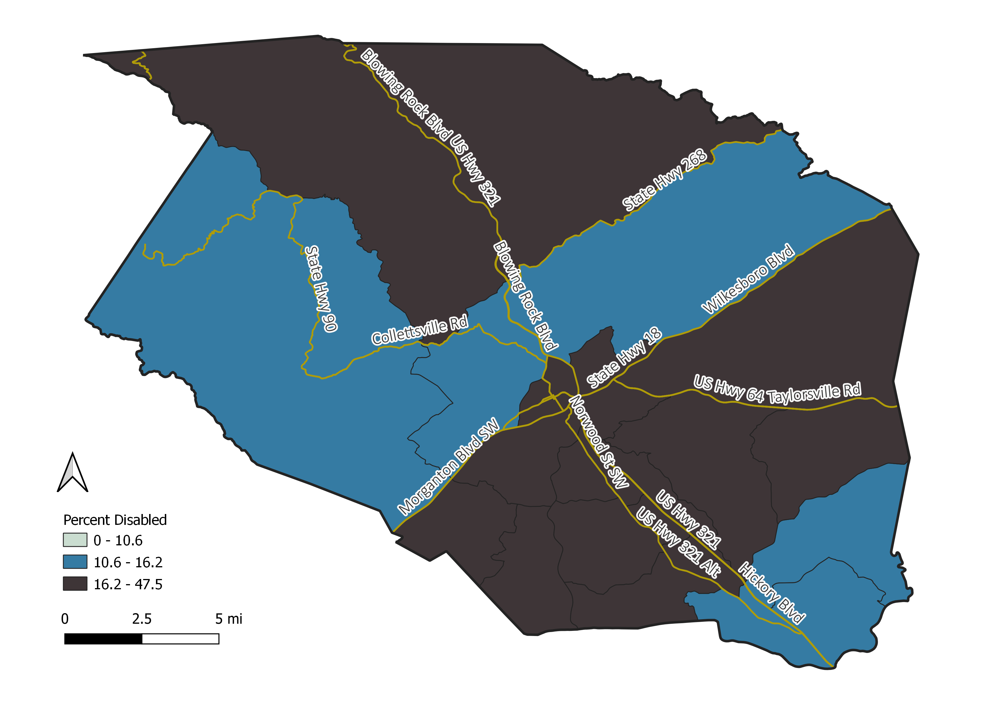 Blowing Rock Blvd Us Hwy 321
State Hwy 268
Blowing Rock Blvd
State Hwy 90
Wilkesboro Blvd
Collettsville Rd
State Hwy 18
US Hwy 64 Taylorsville Rd
Norwood St SW
Morganton Blvd SW
US Hwy 321
US Hwy 321 Alt
Hickory Blvd
Percent Disabled
0 - 10.6
10.6 - 16.2
16.2 - 47.5
0 2.5 5 mi